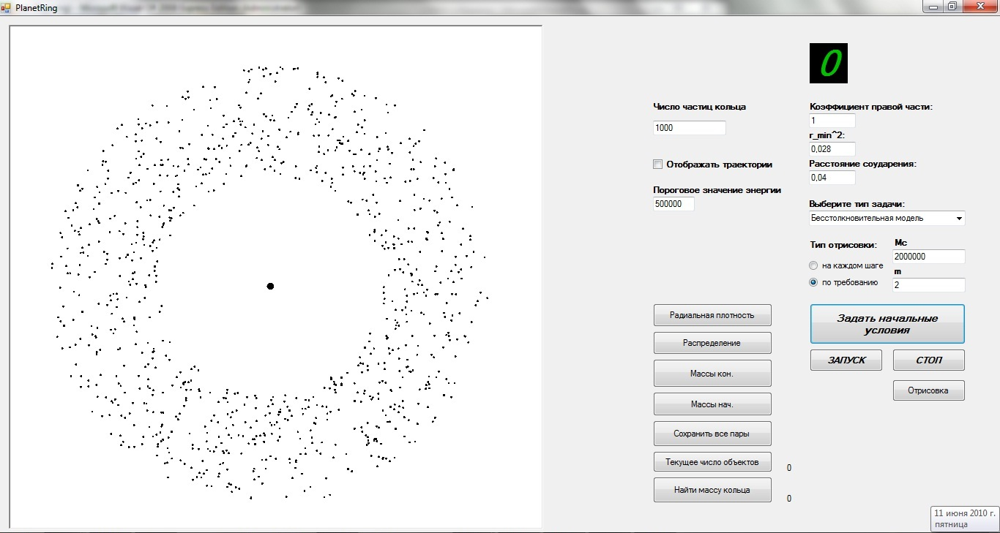 PlanetRing
0
Число частиц кольца
1000
Отображать траектории
Пороговое значение энергии
500000
Коэффициент правой части:
1
r_min^2:
0,028
Расстояние соударения:
0,04
Выберите тип задачи:
Бесстолкновительная модель
Тип отрисовки:
на каждом шаге
по требованию
Mc
2000000
m
2
Радиальная плотность
Распределение
Массы кон.
Массы нач.
Сохранить все пары
Текущее число объектов
0
Найти массу кольца
0
Задать начальные
условия
ЗАПУСК
СТОП
Отрисовка
11 июня 2010 г.
пятница